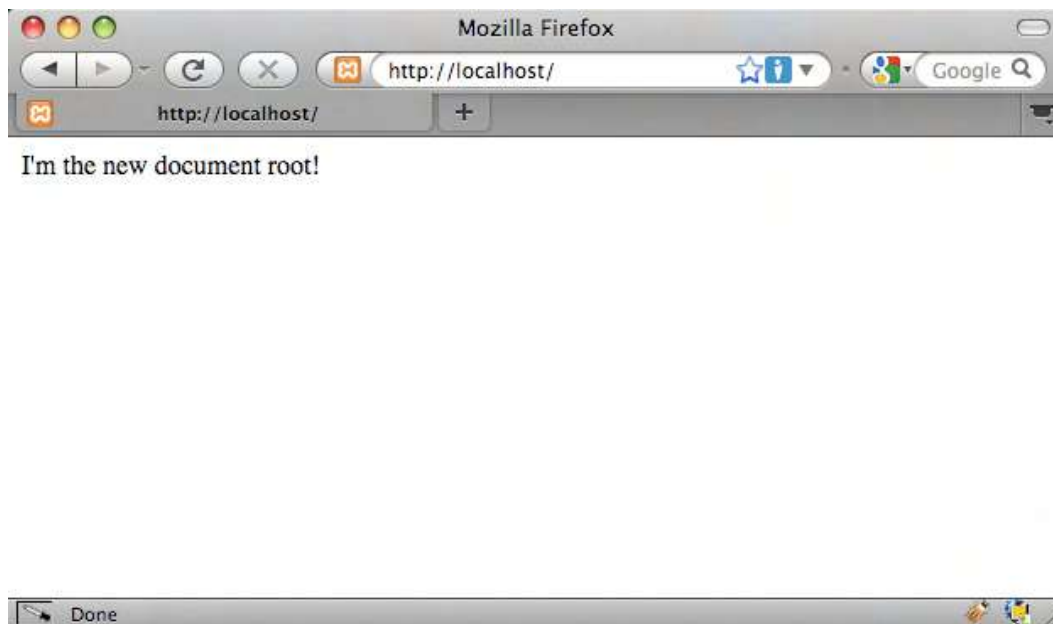 Mozilla Firefox
http://localhost/
Google
http://localhost/
I'm the new document root!
Done